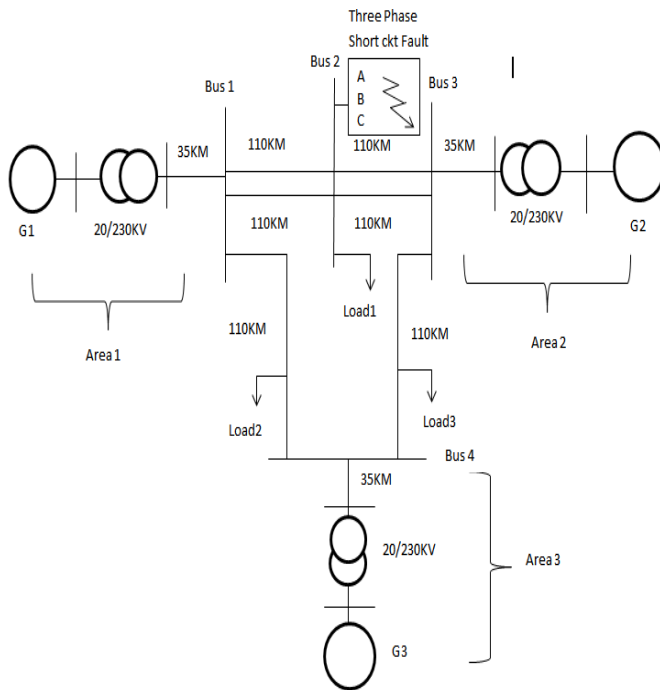 Three Phase
Short ckt Fault
Bus 2
Bus 1
Bus 3
A
B
C
35KM
110KM
110KM
35KM
G1
20/230KV
20/230KV
G2
110KM
110KM
Load1
Area 1
Area 2
110KM
110KM
Load2
Load3
Bus 4
35KM
20/230KV
Area 3
G3